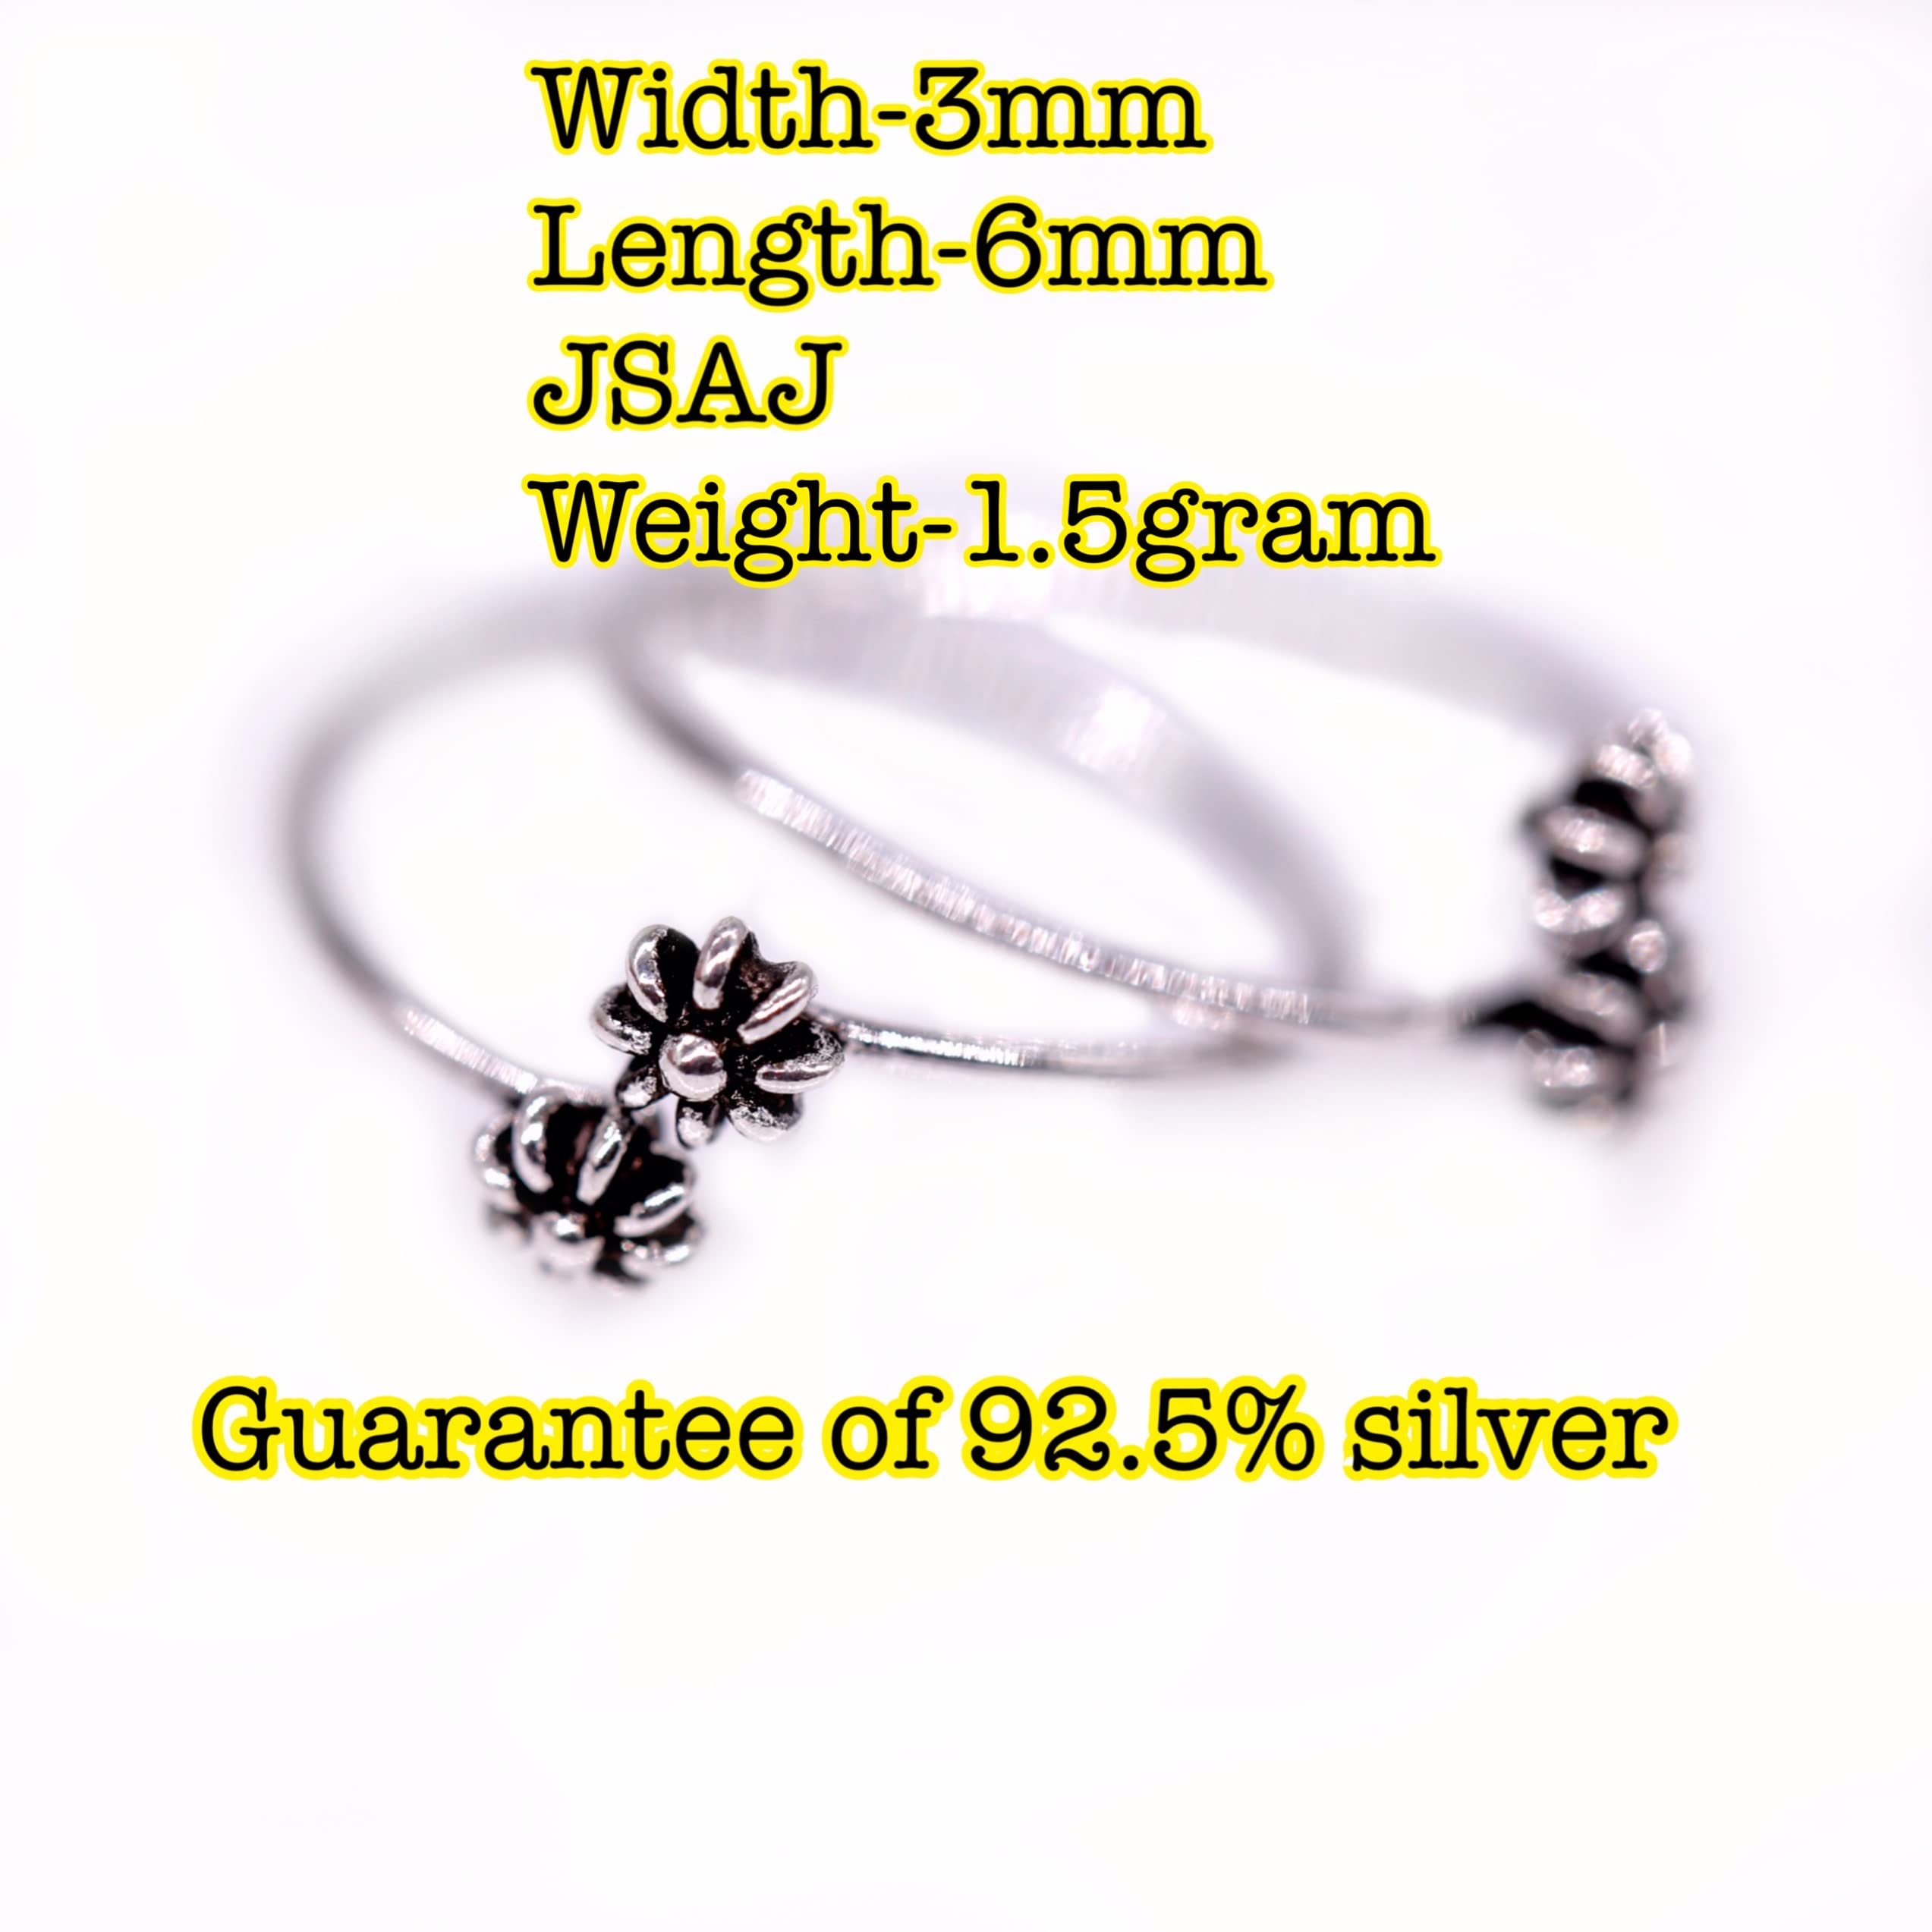 Width-3mm
Length-6mm
JSAJ
Weight-1.5gram
Guarantee of 92.5% silver